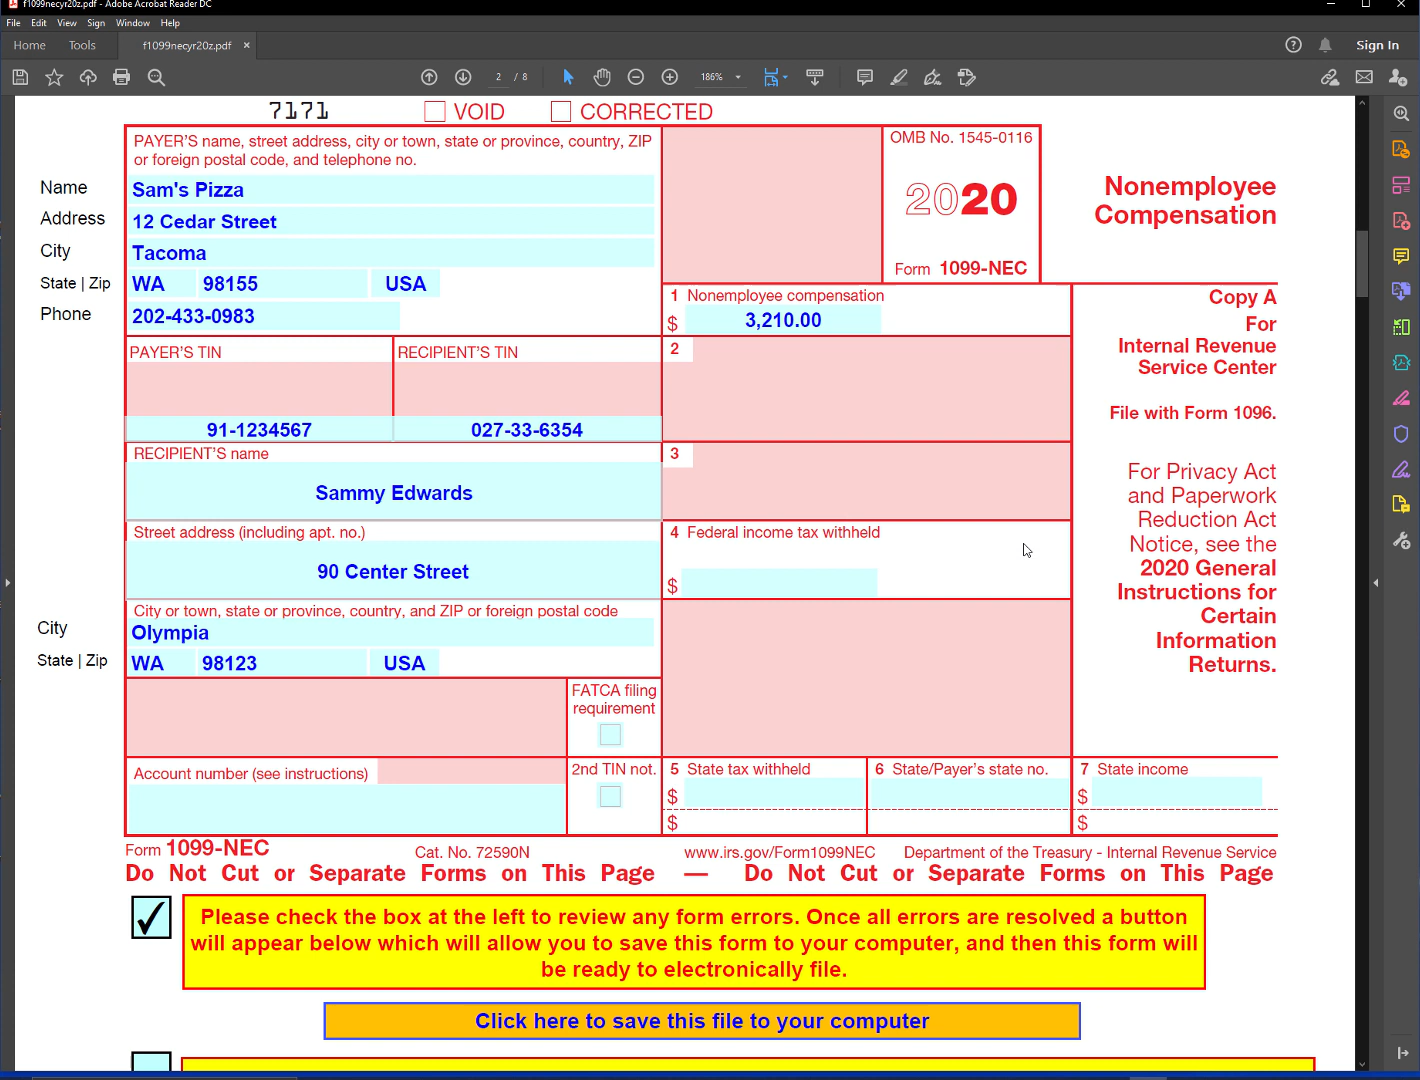 f1099necyr20z.pdf - Adobe Acrobat Reader DC
File Edit View Sign Window Help
Home Tools f1099necyr20z.pdf × Sign In
2 / 8 186%
7171 VOID CORRECTED
PAYER'S name, street address, city or town, state or province, country, ZIP
or foreign postal code, and telephone no.
OMB No. 1545-0116
2020
Form 1099-NEC
Nonemployee
Compensation
Name Sam's Pizza
Address 12 Cedar Street
City Tacoma
State | Zip WA 98155 USA
Phone 202-433-0983
1 Nonemployee compensation
$ 3,210.00
Copy A
For
Internal Revenue
Service Center
File with Form 1096.
PAYER'S TIN RECIPIENT'S TIN
91-1234567 027-33-6354
2
RECIPIENT'S name
Sammy Edwards
3
For Privacy Act
and Paperwork
Reduction Act
Notice, see the
2020 General
Instructions for
Certain
Information
Returns.
Street address (including apt. no.)
90 Center Street
4 Federal income tax withheld
$
City or town, state or province, country, and ZIP or foreign postal code
City Olympia
State | Zip WA 98123 USA
FATCA filing
requirement
Account number (see instructions)
2nd TIN not.
5 State tax withheld
$
$
6 State/Payer's state no.
7 State income
$
$
Form 1099-NEC Cat. No. 72590N www.irs.gov/Form1099NEC Department of the Treasury - Internal Revenue Service
Do Not Cut or Separate Forms on This Page — Do Not Cut or Separate Forms on This Page
Please check the box at the left to review any form errors. Once all errors are resolved a button
will appear below which will allow you to save this form to your computer, and then this form will
be ready to electronically file.
Click here to save this file to your computer